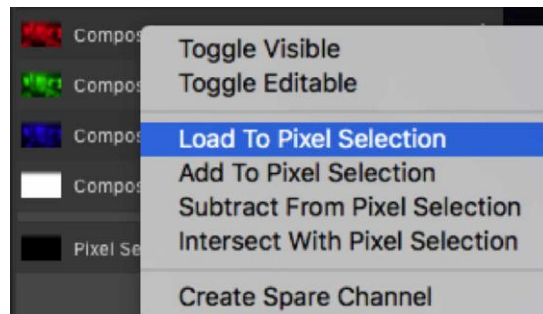 Compos
Compos
Compos
Compos
Pixel Se
Toggle Visible
Toggle Editable
Load To Pixel Selection
Add To Pixel Selection
Subtract From Pixel Selection
Intersect With Pixel Selection
Create Spare Channel